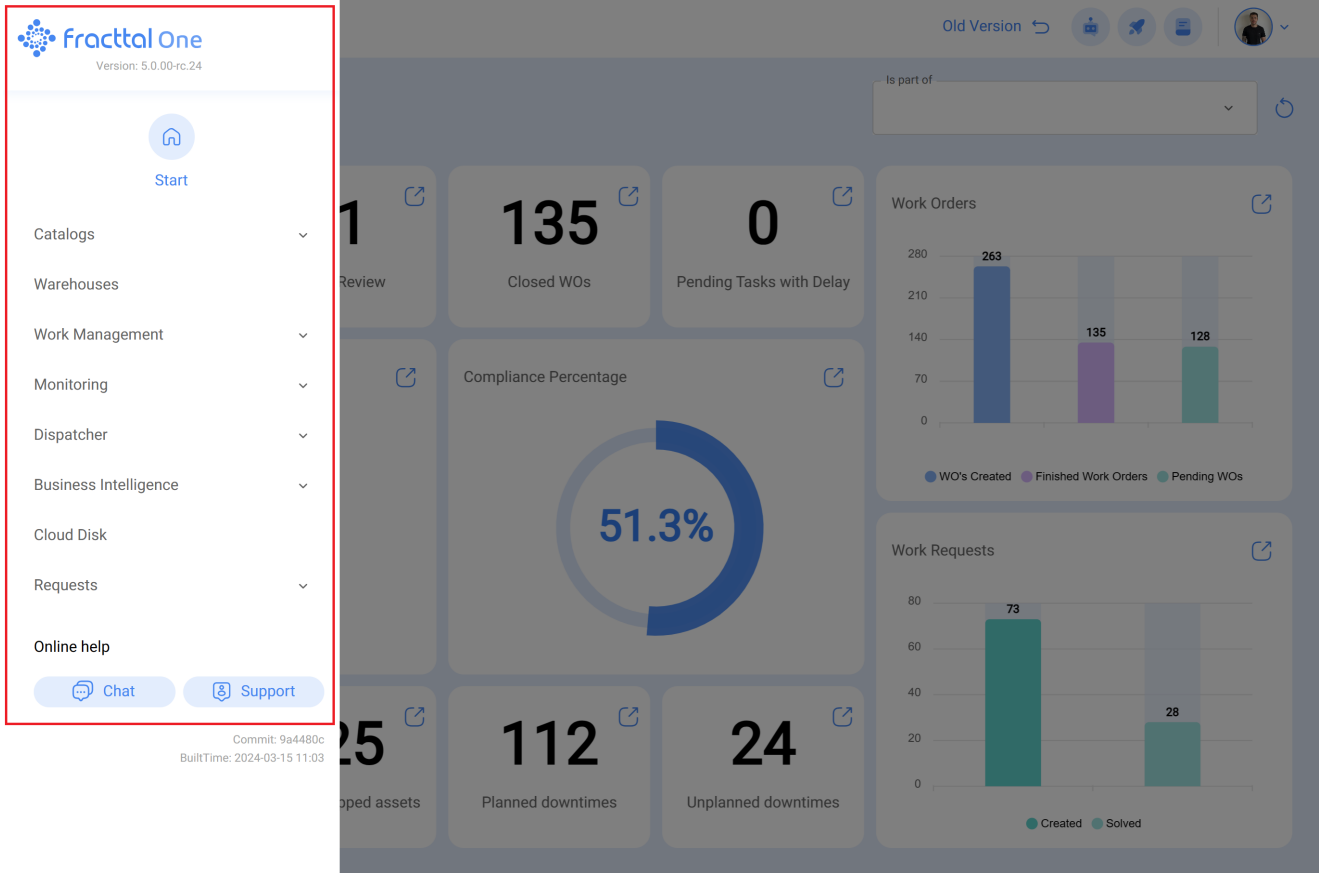 fracttal One
Version: 5.0.00-rc.24
Start
Catalogs
Warehouses
Work Management
Monitoring
Dispatcher
Business Intelligence
Cloud Disk
Requests
Online help
Chat
Support
Commit: 9a4480c
BuiltTime: 2024-03-15 11:03
Old Version
Is part of
1
Review
135
Closed WOs
0
Pending Tasks with Delay
Work Orders
280
210
140
70
0
263
135
128
WO's Created
Finished Work Orders
Pending WOs
Compliance Percentage
51.3%
Work Requests
80
60
40
20
0
73
28
Created
Solved
25
pped assets
112
Planned downtimes
24
Unplanned downtimes